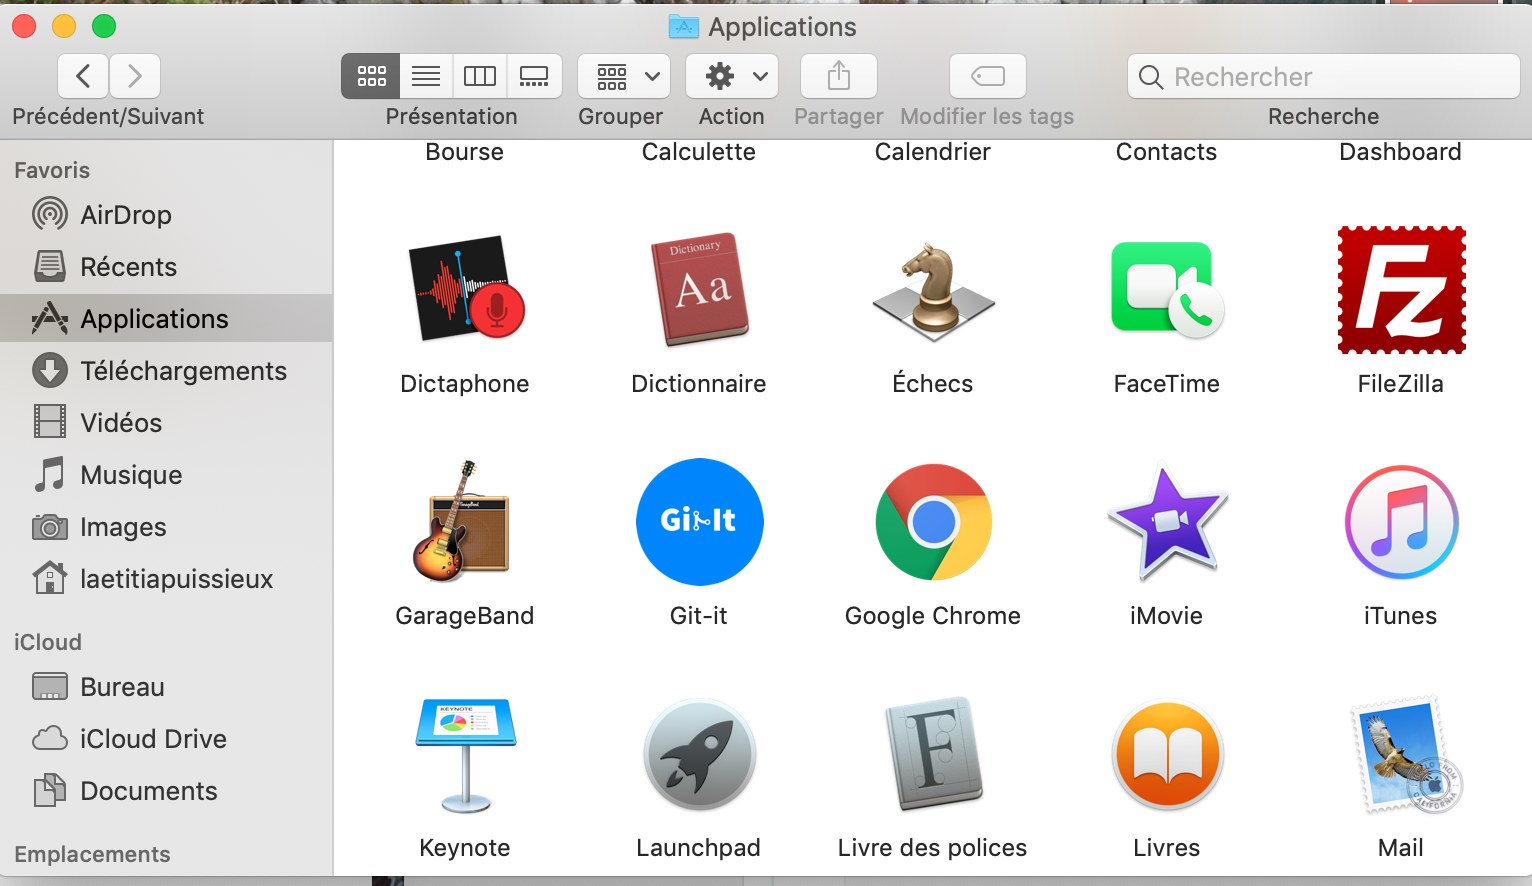 Applications
Rechercher
Précédent/Suivant
Présentation
Grouper
Action
Partager
Modifier les tags
Recherche
Favoris
AirDrop
Récents
Applications
Téléchargements
Vidéos
Musique
Images
laetitiapuissieux
iCloud
Bureau
iCloud Drive
Documents
Emplacements
Bourse
Calculette
Calendrier
Contacts
Dashboard
Dictionary
Aa
Fz
Dictaphone
Dictionnaire
Échecs
FaceTime
FileZilla
Git-It
GarageBand
Git-it
Google Chrome
iMovie
iTunes
KEYNOTE
F
Keynote
Launchpad
Livre des polices
Livres
Mail